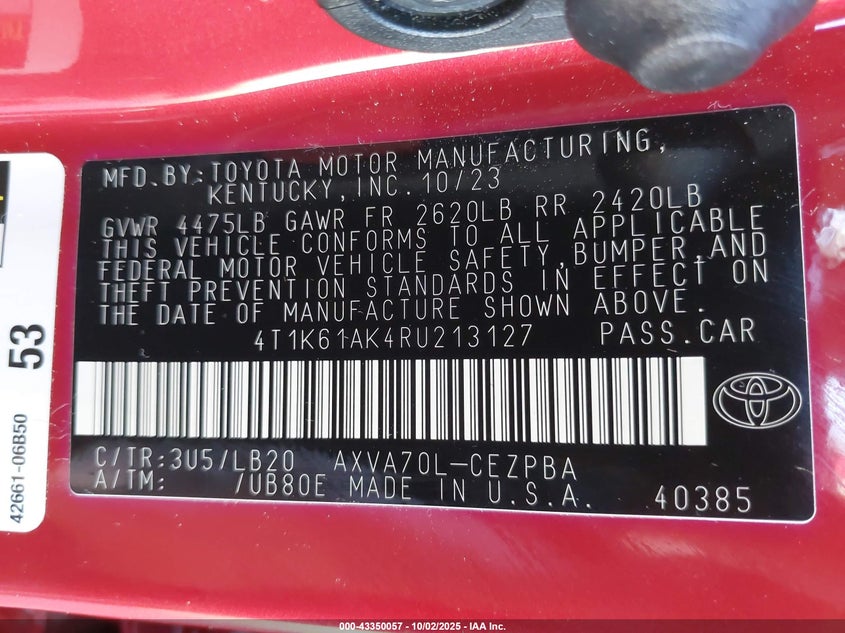 MFD.BY:TOYOTA MOTOR MANUFACTURING,
KENTUCKY,INC.10/23
GVWR 4475LB GAWR FR 2620LB RR 2420LB
THIS VEHICLE CONFORMS TO ALL APPLICABLE
FEDERAL MOTOR VEHICLE SAFETY,BUMPER,AND
THEFT PREVENTION STANDARDS IN EFFECT ON
THE DATE OF MANUFACTURE SHOWN ABOVE.
4T1K61AK4RU213127 PASS.CAR
C/TR:3U5/LB20 AXVA70L-CEZPBA
A/TM: /UB80E MADE IN U.S.A. 40385
53
42661-06B50
000-43350057 - 10/02/2025 - IAA Inc.